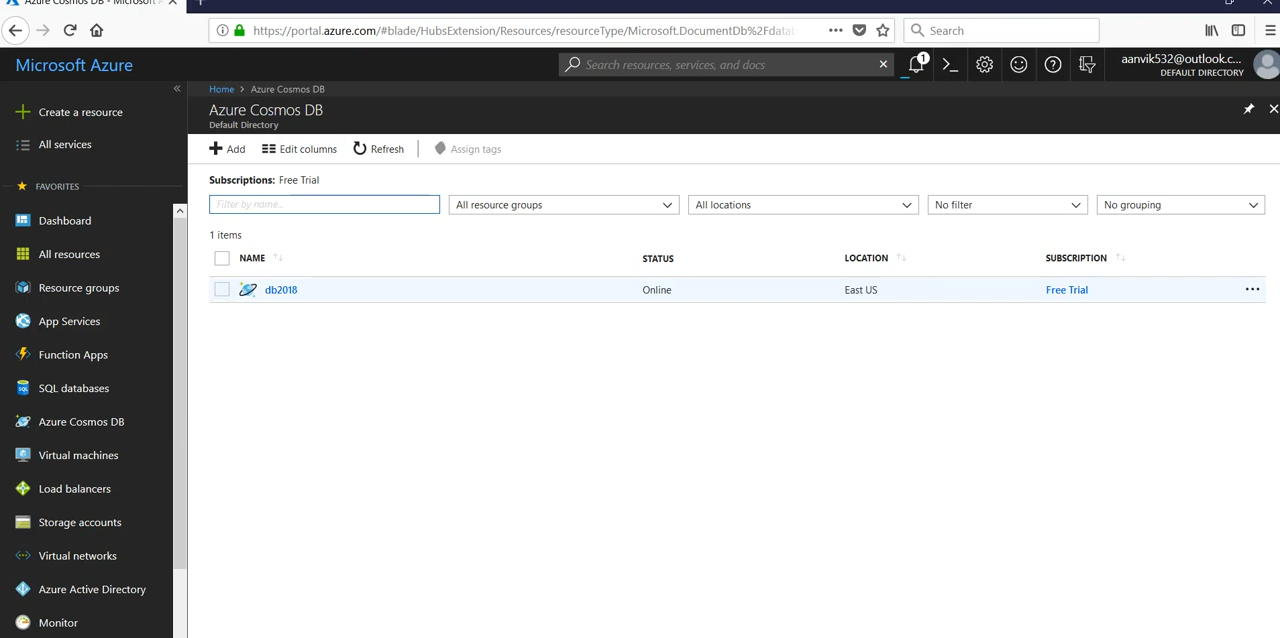 Azure Cosmos DB - Microsoft A
https://portal.azure.com/#blade/HubsExtension/Resources/resourceType/Microsoft.DocumentDb%2Fdatab
Search
Microsoft Azure
Search resources, services, and docs
1
>_
aanvik532@outlook.c...
DEFAULT DIRECTORY
Create a resource
All services
FAVORITES
Dashboard
All resources
Resource groups
App Services
Function Apps
SQL
SQL databases
Azure Cosmos DB
Virtual machines
Load balancers
Storage accounts
Virtual networks
Azure Active Directory
Monitor
Home > Azure Cosmos DB
Azure Cosmos DB
Default Directory
Add Edit columns Refresh Assign tags
Subscriptions: Free Trial
Filter by name... All resource groups All locations No filter No grouping
1 items
NAME STATUS LOCATION SUBSCRIPTION
db2018 Online East US Free Trial